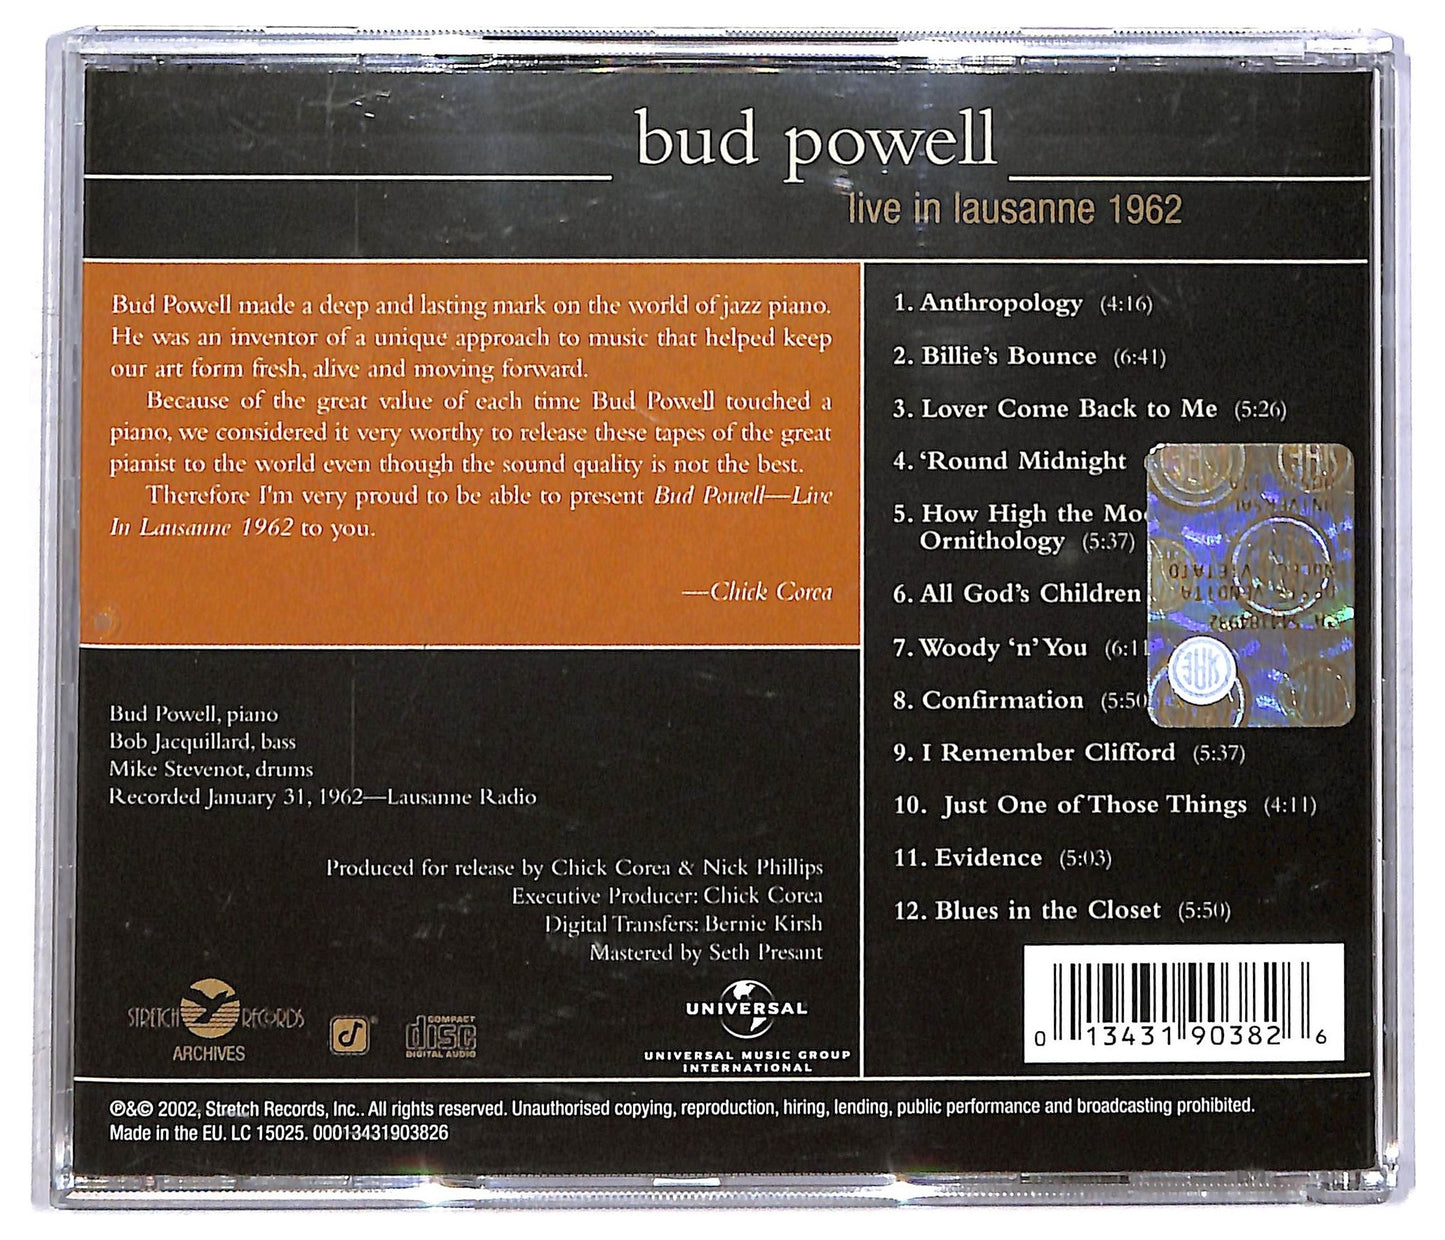 bud powell
live in lausanne 1962
Bud Powell made a deep and lasting mark on the world of jazz piano.
He was an inventor of a unique approach to music that helped keep
our art form fresh, alive and moving forward.
Because of the great value of each time Bud Powell touched a
piano, we considered it very worthy to release these tapes of the great
pianist to the world even though the sound quality is not the best.
Therefore I'm very proud to be able to present Bud Powell—Live
In Lausanne 1962 to you.
—Chick Corea
Bud Powell, piano
Bob Jacquillard, bass
Mike Stevenot, drums
Recorded January 31, 1962—Lausanne Radio
Produced for release by Chick Corea & Nick Phillips
Executive Producer: Chick Corea
Digital Transfers: Bernie Kirsh
Mastered by Seth Presant
STRETCH RECORDS
ARCHIVES
COMPACT
disc
DIGITAL AUDIO
UNIVERSAL
UNIVERSAL MUSIC GROUP
INTERNATIONAL
1. Anthropology (4:16)
2. Billie's Bounce (6:41)
3. Lover Come Back to Me (5:26)
4. 'Round Midnight
5. How High the
Ornithology (5:37)
6. All God's Children
7. Woody 'n' You (6:11
8. Confirmation (5:50
9. I Remember Clifford (5:37)
10. Just One of Those Things (4:11)
11. Evidence (5:03)
12. Blues in the Closet (5:50)
VIETATO
VENDITA
0 13431 90382 6
℗&© 2002, Stretch Records, Inc.. All rights reserved. Unauthorised copying, reproduction, hiring, lending, public performance and broadcasting prohibited.
Made in the EU. LC 15025. 00013431903826